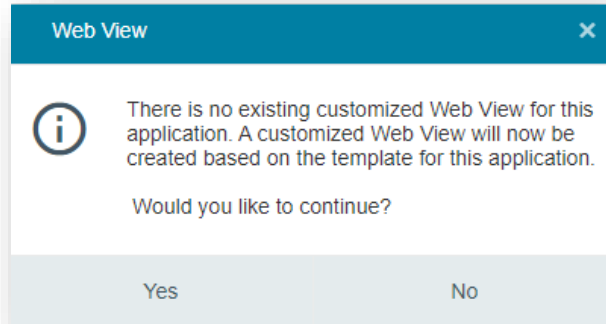 Web View
There is no existing customized Web View for this
application. A customized Web View will now be
created based on the template for this application.
Would you like to continue?
Yes No